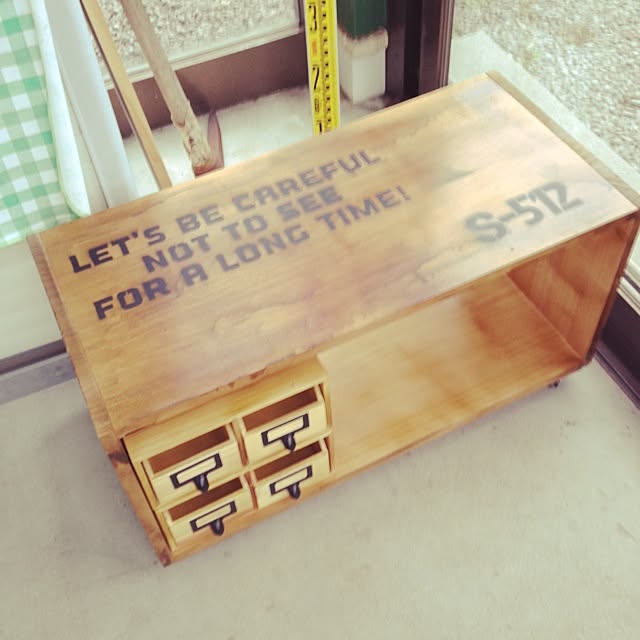 LET'S BE CAREFUL
NOT TO SEE
FOR A LONG TIME!
S-512